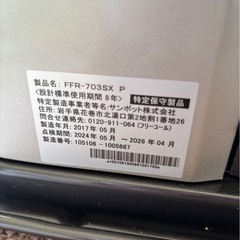 製品名： FFR-703SX P
<設計標準使用期間 8年> 特定保守製品
特定製造事業者等名：サンポット株式会社
住所：岩手県花巻市北湯口第2地割1番地26
問合せ連絡先：0120-911-064（フリーコール）
製造年月：2017年 05月
点検期間：2024年 05月 ～ 2026年 04月
製造番号：105106 - 1005667